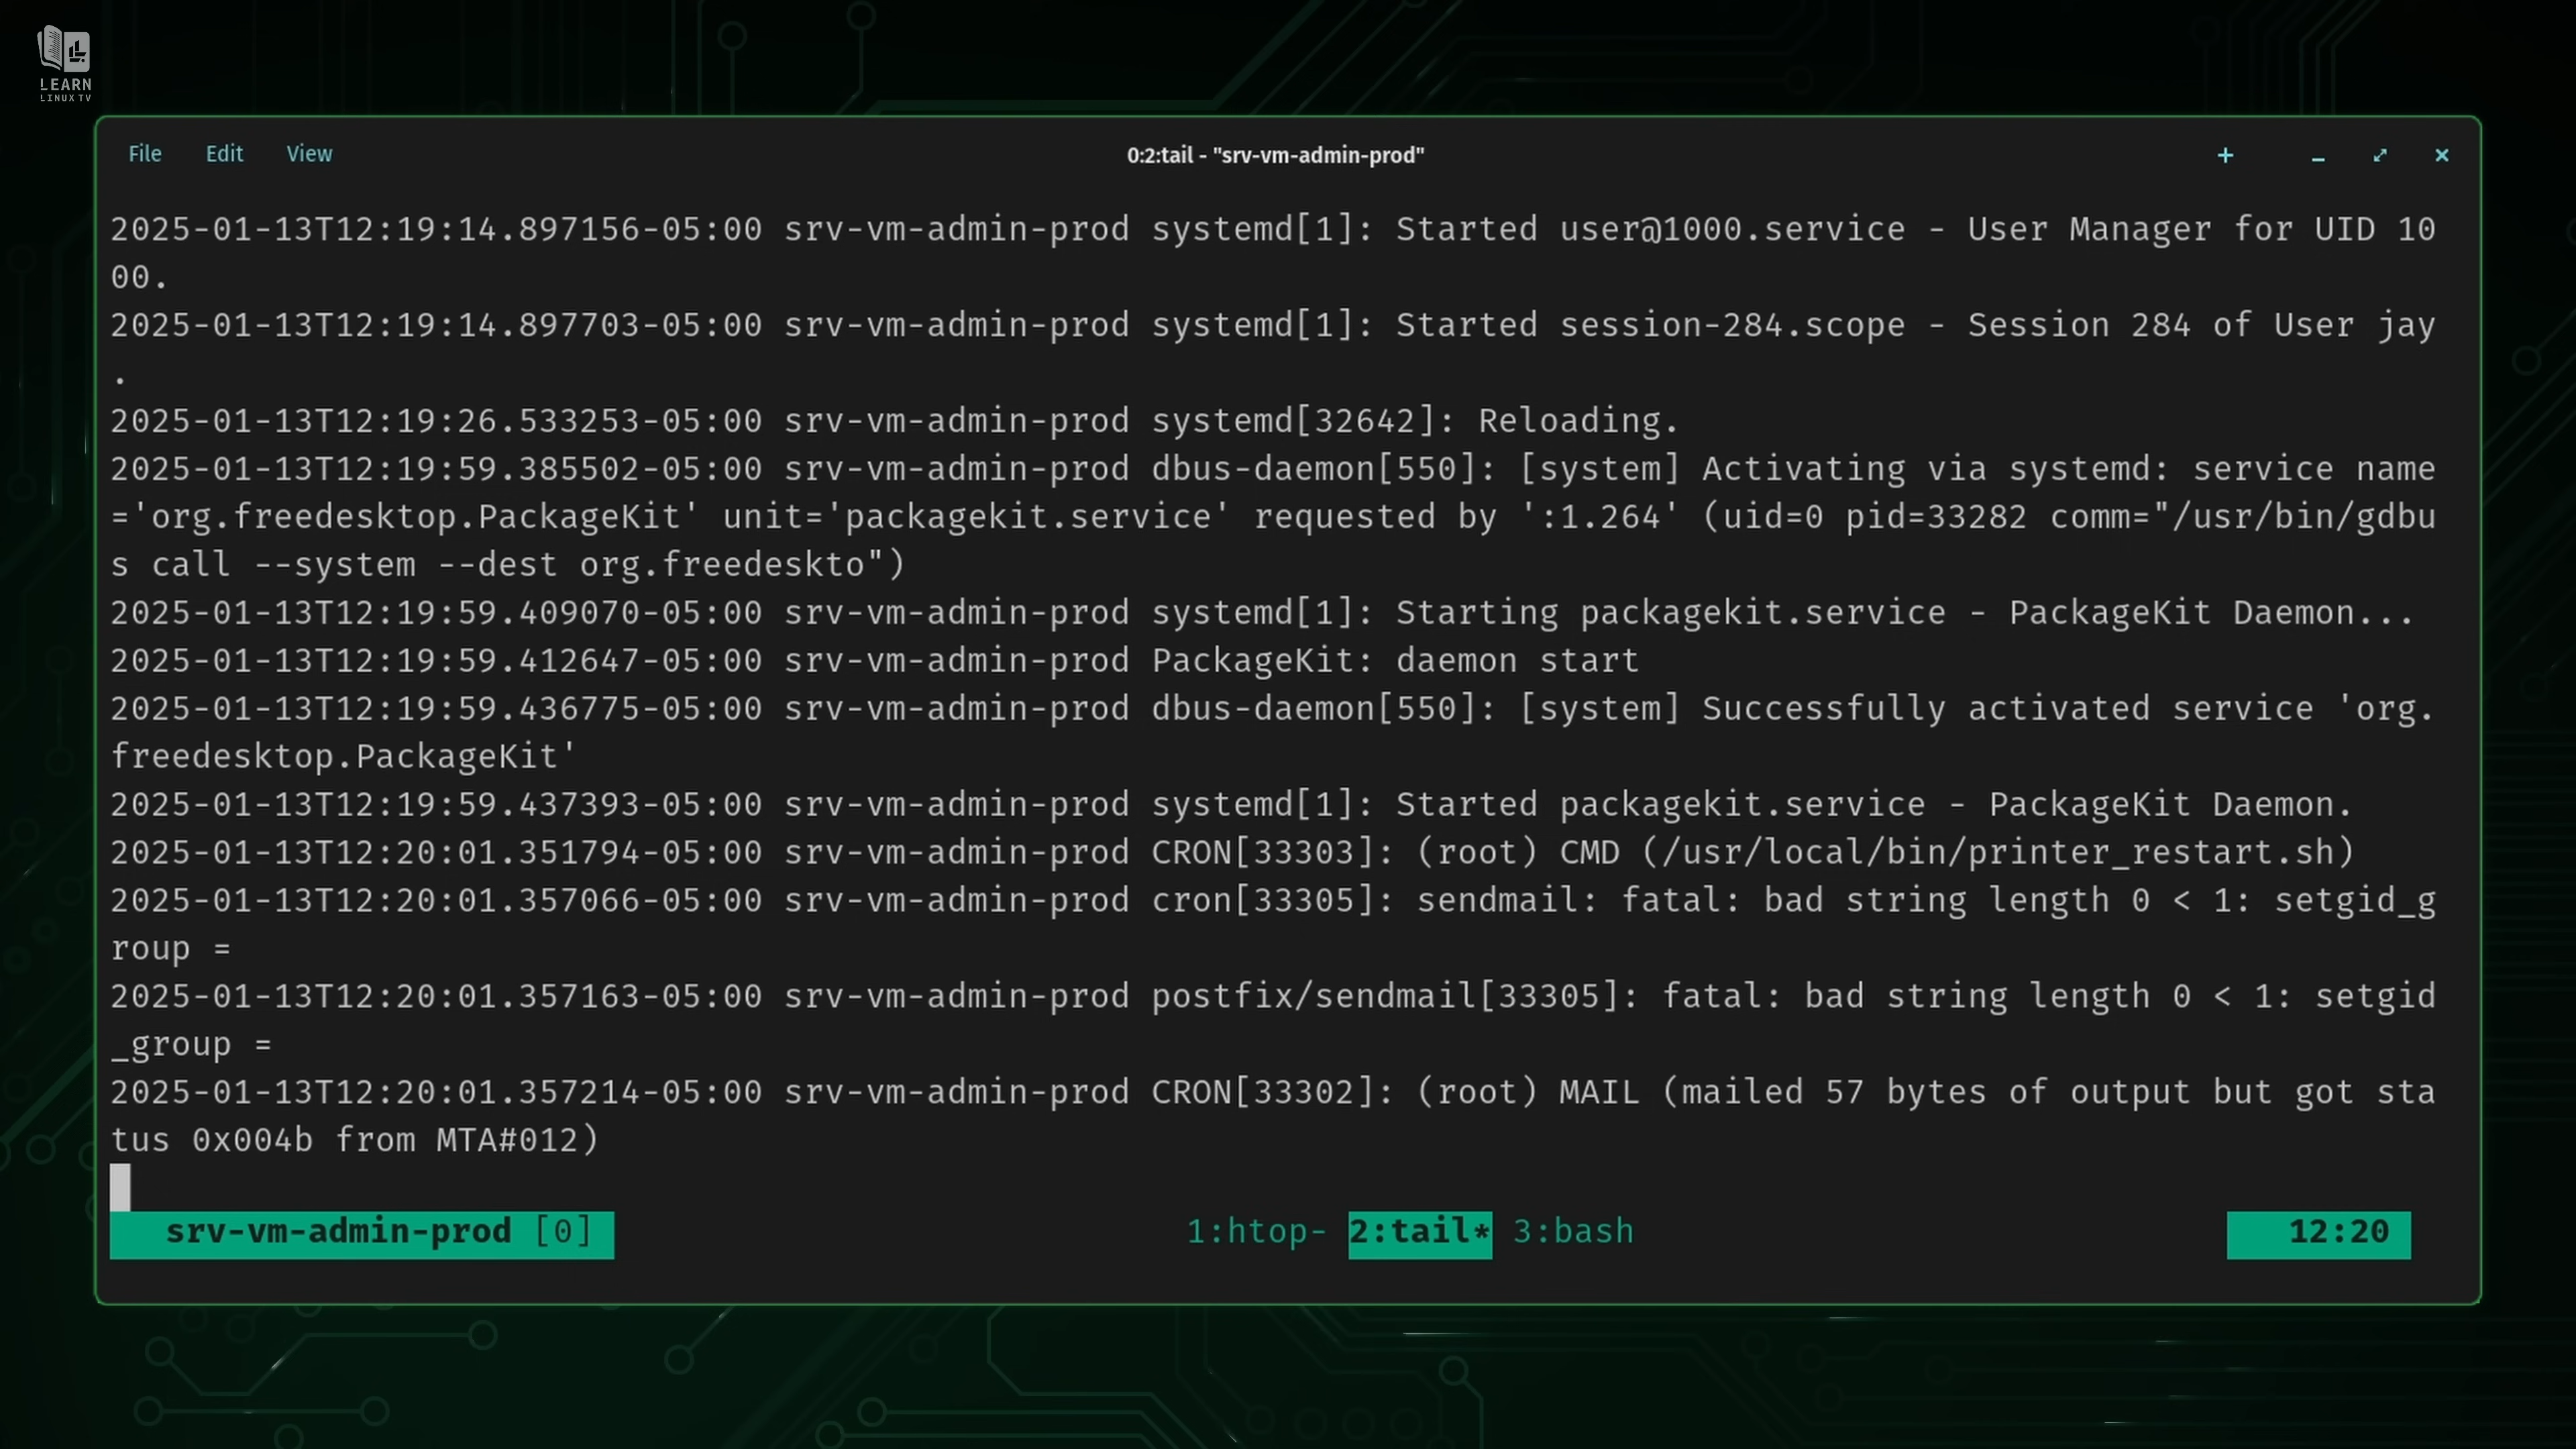 LEARN
LINUX TV
File Edit View 0:2:tail - "srv-vm-admin-prod"
2025-01-13T12:19:14.897156-05:00 srv-vm-admin-prod systemd[1]: Started user@1000.service - User Manager for UID 10
00.
2025-01-13T12:19:14.897703-05:00 srv-vm-admin-prod systemd[1]: Started session-284.scope - Session 284 of User jay
.
2025-01-13T12:19:26.533253-05:00 srv-vm-admin-prod systemd[32642]: Reloading.
2025-01-13T12:19:59.385502-05:00 srv-vm-admin-prod dbus-daemon[550]: [system] Activating via systemd: service name
='org.freedesktop.PackageKit' unit='packagekit.service' requested by ':1.264' (uid=0 pid=33282 comm="/usr/bin/gdbu
s call --system --dest org.freedeskto")
2025-01-13T12:19:59.409070-05:00 srv-vm-admin-prod systemd[1]: Starting packagekit.service - PackageKit Daemon...
2025-01-13T12:19:59.412647-05:00 srv-vm-admin-prod PackageKit: daemon start
2025-01-13T12:19:59.436775-05:00 srv-vm-admin-prod dbus-daemon[550]: [system] Successfully activated service 'org.
freedesktop.PackageKit'
2025-01-13T12:19:59.437393-05:00 srv-vm-admin-prod systemd[1]: Started packagekit.service - PackageKit Daemon.
2025-01-13T12:20:01.351794-05:00 srv-vm-admin-prod CRON[33303]: (root) CMD (/usr/local/bin/printer_restart.sh)
2025-01-13T12:20:01.357066-05:00 srv-vm-admin-prod cron[33305]: sendmail: fatal: bad string length 0 < 1: setgid_g
roup =
2025-01-13T12:20:01.357163-05:00 srv-vm-admin-prod postfix/sendmail[33305]: fatal: bad string length 0 < 1: setgid
_group =
2025-01-13T12:20:01.357214-05:00 srv-vm-admin-prod CRON[33302]: (root) MAIL (mailed 57 bytes of output but got sta
tus 0x004b from MTA#012)
srv-vm-admin-prod [0] 1:htop- 2:tail* 3:bash 12:20